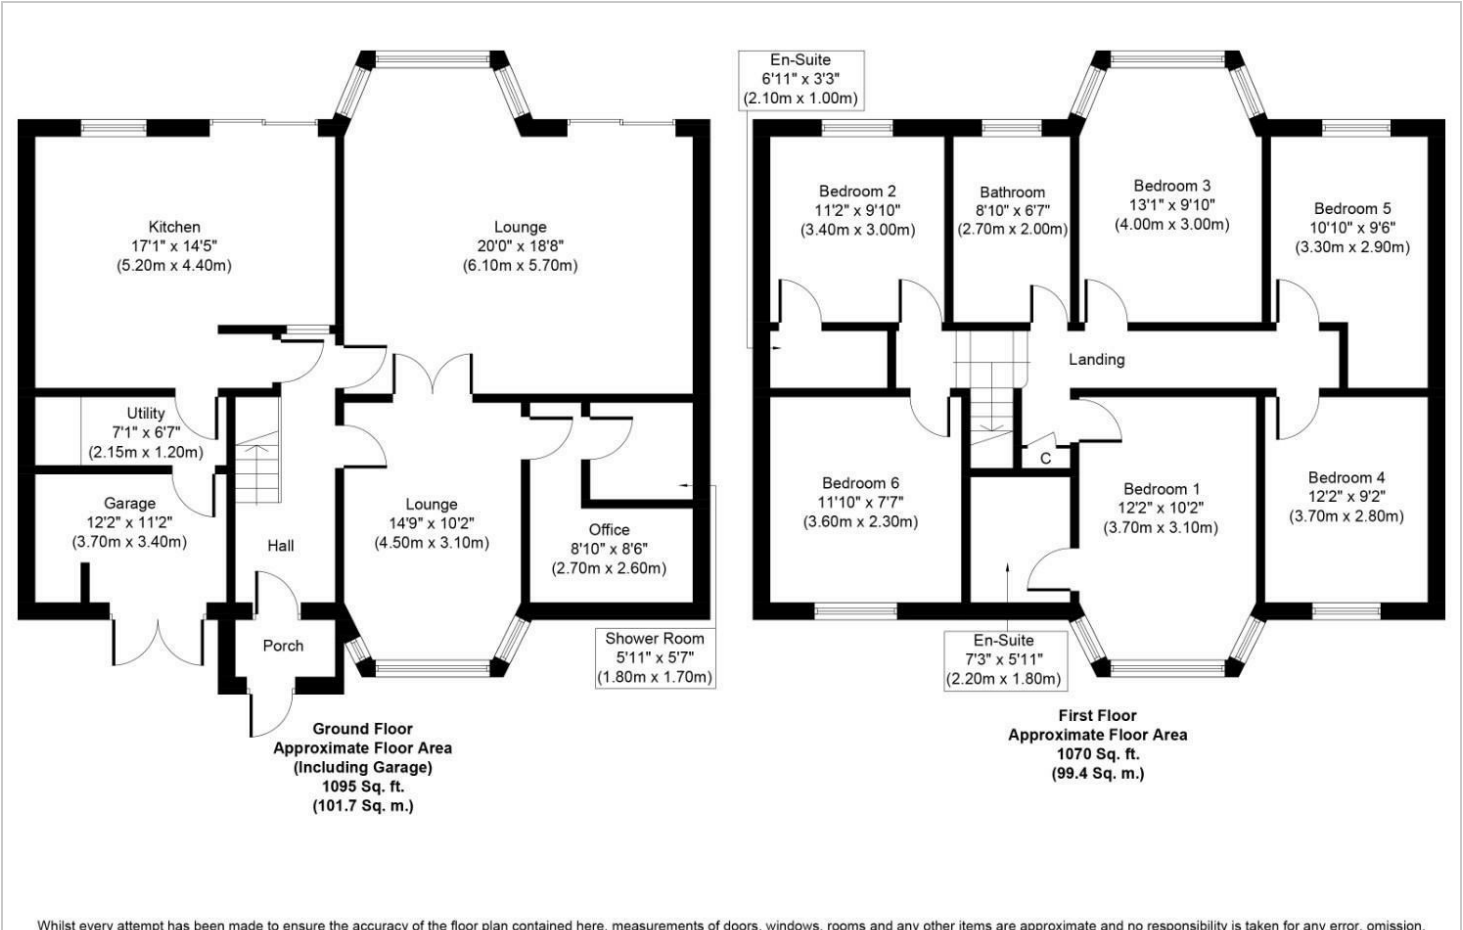 Kitchen
17'1" x 14'5"
(5.20m x 4.40m)
Lounge
20'0" x 18'8"
(6.10m x 5.70m)
Utility
7'1" x 6'7"
(2.15m x 1.20m)
Garage
12'2" x 11'2"
(3.70m x 3.40m)
Hall
Lounge
14'9" x 10'2"
(4.50m x 3.10m)
Office
8'10" x 8'6"
(2.70m x 2.60m)
Porch
Shower Room
5'11" x 5'7"
(1.80m x 1.70m)
Ground Floor
Approximate Floor Area
(Including Garage)
1095 Sq. ft.
(101.7 Sq. m.)
En-Suite
6'11" x 3'3"
(2.10m x 1.00m)
Bedroom 2
11'2" x 9'10"
(3.40m x 3.00m)
Bathroom
8'10" x 6'7"
(2.70m x 2.00m)
Bedroom 3
13'1" x 9'10"
(4.00m x 3.00m)
Bedroom 5
10'10" x 9'6"
(3.30m x 2.90m)
Landing
C
Bedroom 6
11'10" x 7'7"
(3.60m x 2.30m)
Bedroom 1
12'2" x 10'2"
(3.70m x 3.10m)
Bedroom 4
12'2" x 9'2"
(3.70m x 2.80m)
En-Suite
7'3" x 5'11"
(2.20m x 1.80m)
First Floor
Approximate Floor Area
1070 Sq. ft.
(99.4 Sq. m.)
Whilst every attempt has been made to ensure the accuracy of the floor plan contained here, measurements of doors, windows, rooms and any other items are approximate and no responsibility is taken for any error, omission,